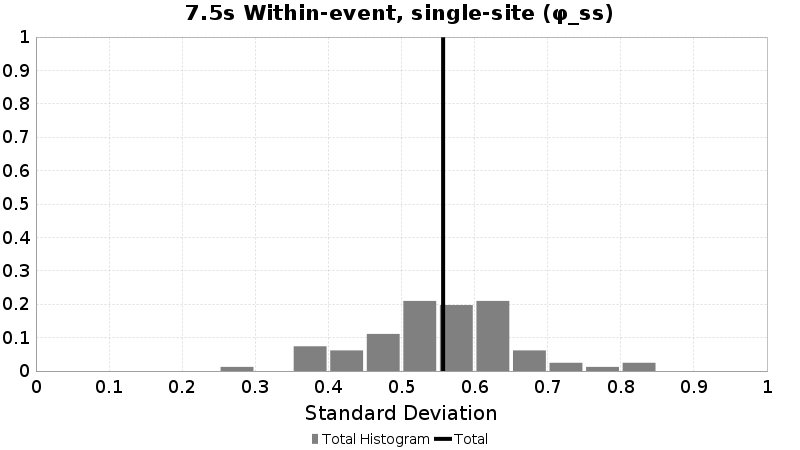 7.5s Within-event, single-site (φ_ss)
1
0.9
0.8
0.7
0.6
0.5
0.4
0.3
0.2
0.1
0
0 0.1 0.2 0.3 0.4 0.5 0.6 0.7 0.8 0.9 1
Standard Deviation
Total Histogram Total